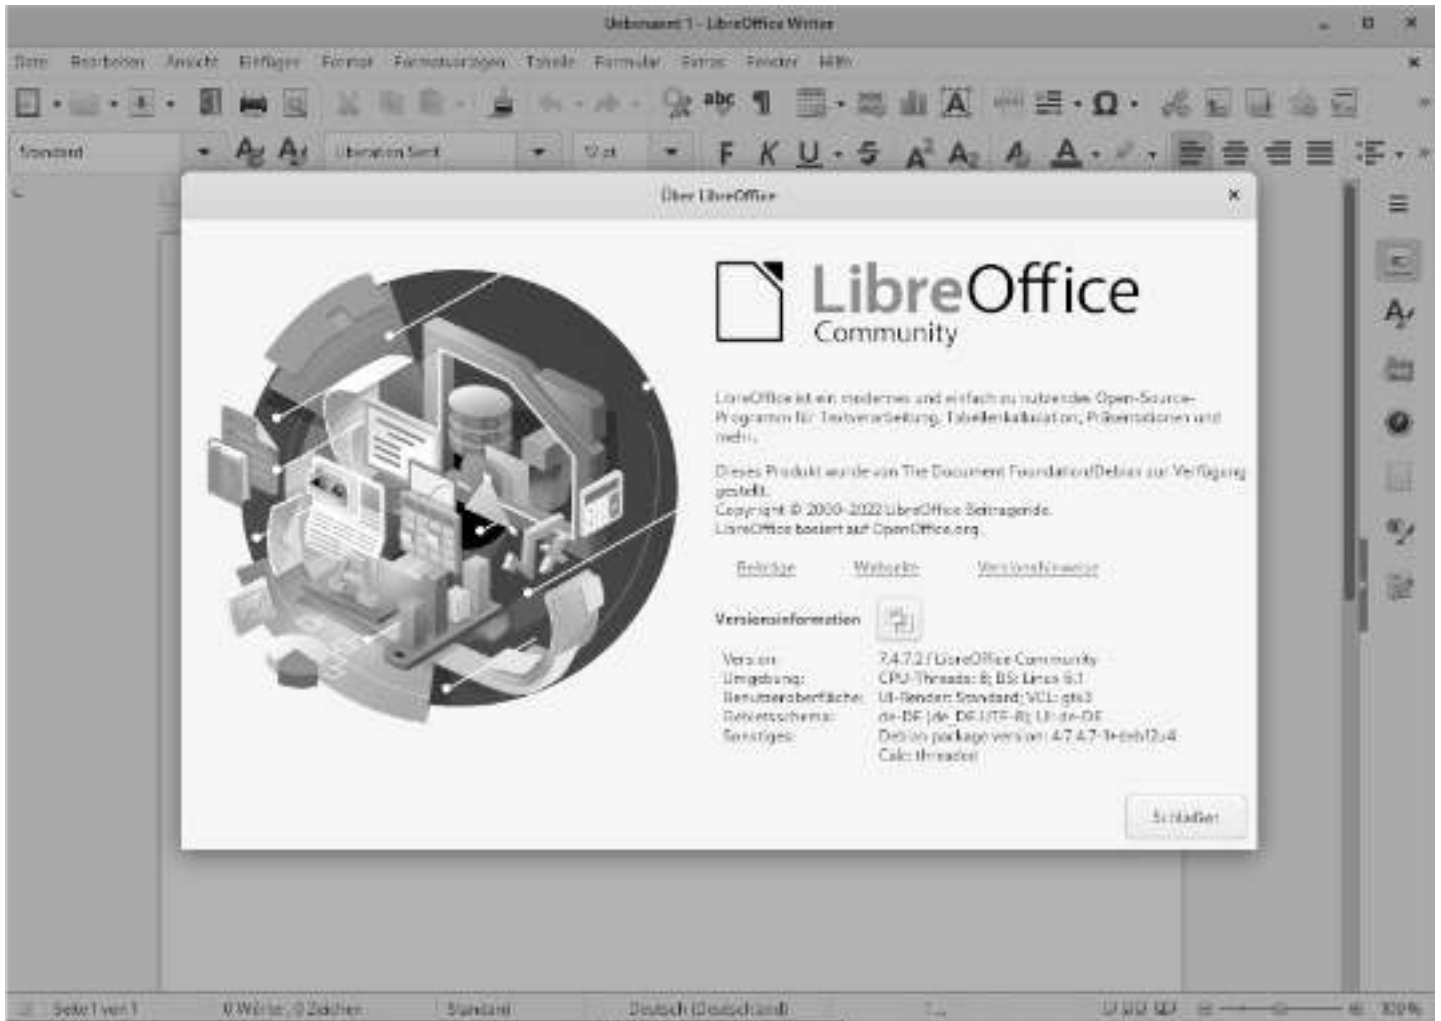 Unbenannt 1 - LibreOffice Writer
Datei Bearbeiten Ansicht Einfügen Format Formatvorlagen Tabelle Formular Extras Fenster Hilfe
Standard Liberation Serif 12 pt F K U S A² A₂
Über LibreOffice
LibreOffice
Community
LibreOffice ist ein modernes und einfach zu nutzendes Open-Source-
Programm für Textverarbeitung, Tabellenkalkulation, Präsentationen und
mehr.
Dieses Produkt wurde von The Document Foundation/Debian zur Verfügung
gestellt.
Copyright © 2000–2022 LibreOffice Beitragende.
LibreOffice basiert auf OpenOffice.org.
Beiträge Webseite Versionshinweise
Versionsinformation
Version: 7.4.7.2 / LibreOffice Community
Umgebung: CPU-Threads: 8; BS: Linux 6.1
Benutzeroberfläche: UI-Render: Standard; VCL: gtk3
Gebietsschema: de-DE (de_DE.UTF-8); UI: de-DE
Sonstiges: Debian package version: 4:7.4.7-1+deb12u4
Calc: threaded
Schließen
Seite 1 von 1 0 Wörter, 0 Zeichen Standard Deutsch (Deutschland) 100%